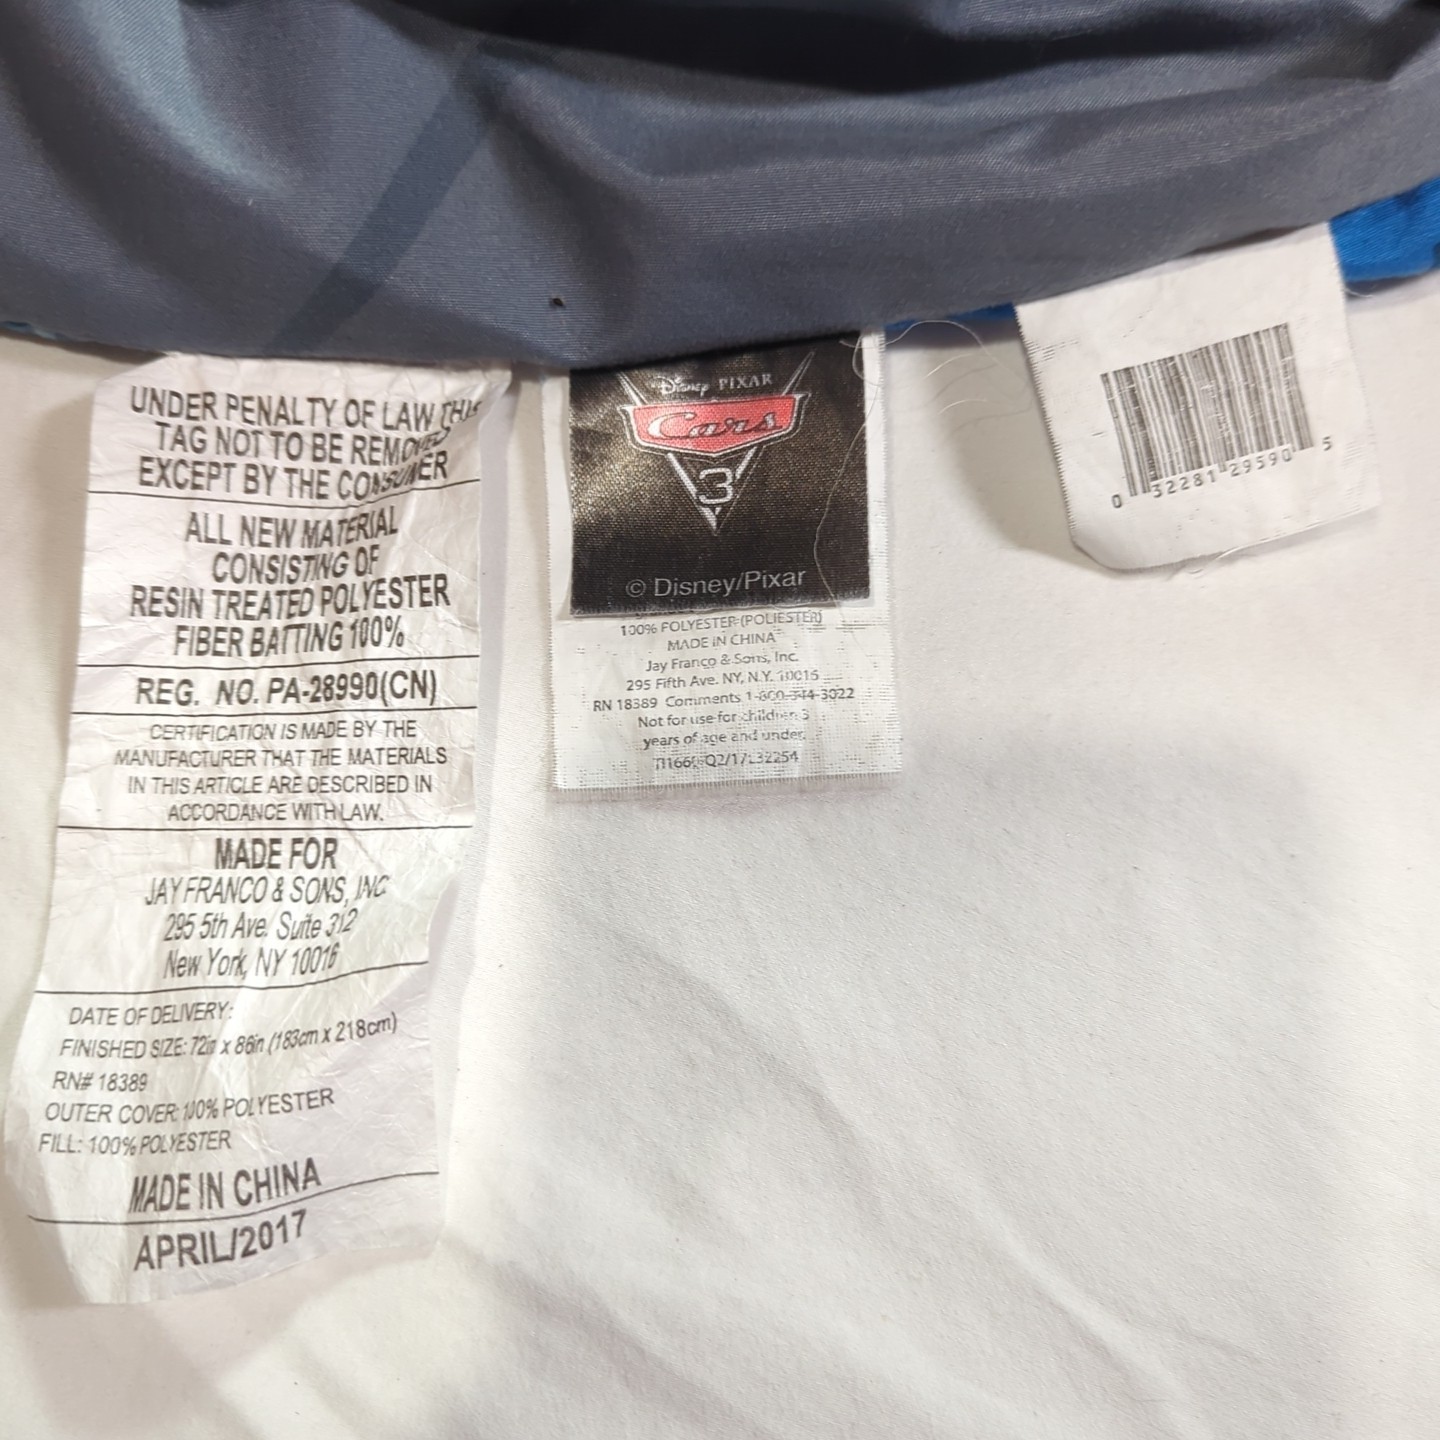 UNDER PENALTY OF LAW THIS
TAG NOT TO BE REMOVED
EXCEPT BY THE CONSUMER
ALL NEW MATERIAL
CONSISTING OF
RESIN TREATED POLYESTER
FIBER BATTING 100%
REG. NO. PA-28990(CN)
CERTIFICATION IS MADE BY THE
MANUFACTURER THAT THE MATERIALS
IN THIS ARTICLE ARE DESCRIBED IN
ACCORDANCE WITH LAW.
MADE FOR
JAY FRANCO & SONS, INC
295 5th Ave. Suite 312
New York, NY 10016
DATE OF DELIVERY:
FINISHED SIZE: 72in x 86in (183cm x 218cm)
RN# 18389
OUTER COVER: 100% POLYESTER
FILL: 100% POLYESTER
MADE IN CHINA
APRIL/2017
Disney PIXAR
Cars
3
© Disney/Pixar
100% POLYESTER (POLIESTER)
MADE IN CHINA
Jay Franco & Sons, Inc.
295 Fifth Ave. NY, N.Y. 10016
RN 18389 Comments 1-800-344-3022
Not for use for children 3
years of age and under.
0 32281 29590 5